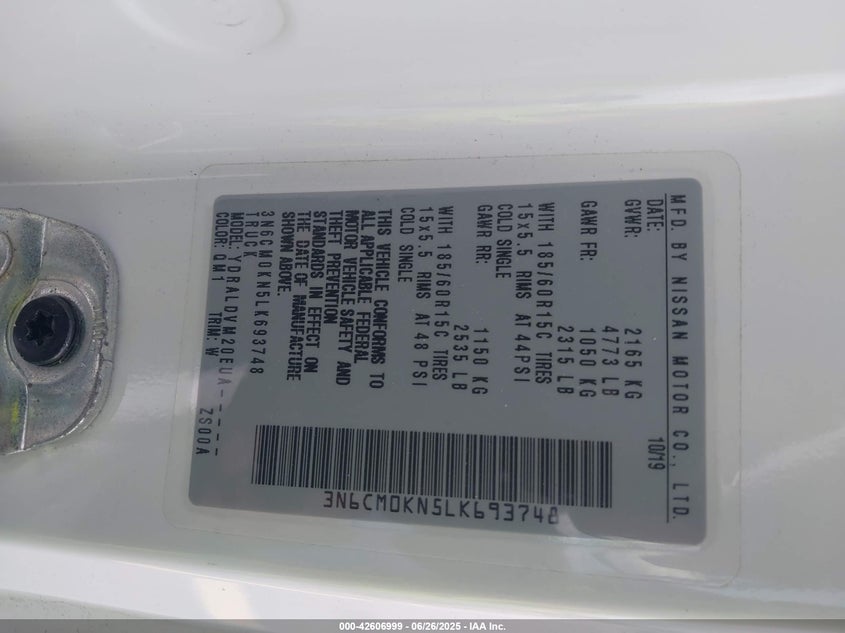 MFD. BY NISSAN MOTOR CO., LTD.
DATE: 10/19
GVWR: 2165 KG
4773 LB
GAWR FR: 1050 KG
2315 LB
WITH 185/60R15C TIRES
15x5.5 RIMS AT 44PSI
COLD SINGLE
GAWR RR: 1150 KG
2535 LB
WITH 185/60R15C TIRES
15x5.5 RIMS AT 48 PSI
COLD SINGLE
THIS VEHICLE CONFORMS TO
ALL APPLICABLE FEDERAL
MOTOR VEHICLE SAFETY AND
THEFT PREVENTION
STANDARDS IN EFFECT ON
THE DATE OF MANUFACTURE
SHOWN ABOVE.
3N6CM0KN5LK693748
TRUCK
MODEL: YDRALDVM20EUA-----
COLOR: QM1 TRIM: W ZS00A
3N6CM0KN5LK693748
000-42606999 - 06/26/2025 - IAA Inc.